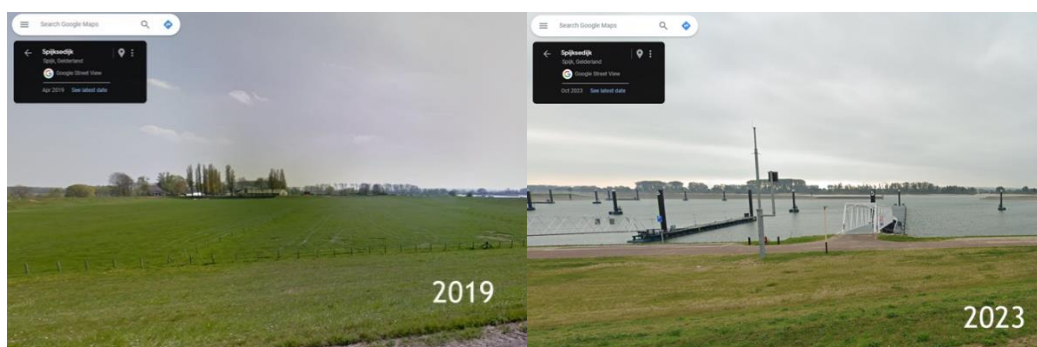 Search Google Maps
Spijksedijk
Spijk, Gelderland
Google Street View
Apr 2019 See latest date
2019
Search Google Maps
Spijksedijk
Spijk, Gelderland
Google Street View
Oct 2023 See latest date
2023